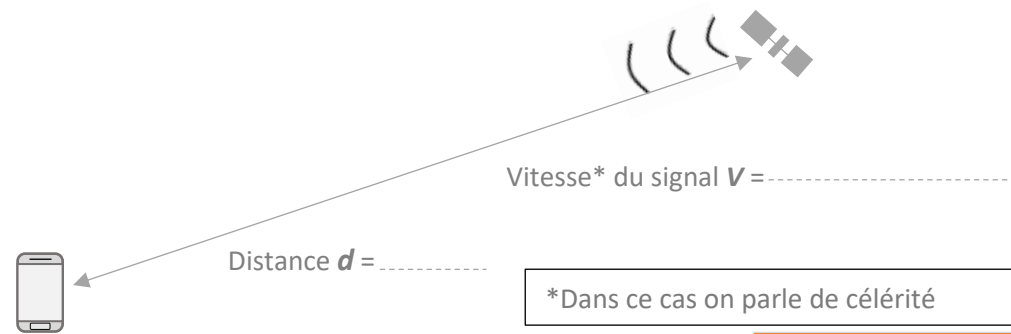 Vitesse* du signal V =
Distance d =
*Dans ce cas on parle de célérité